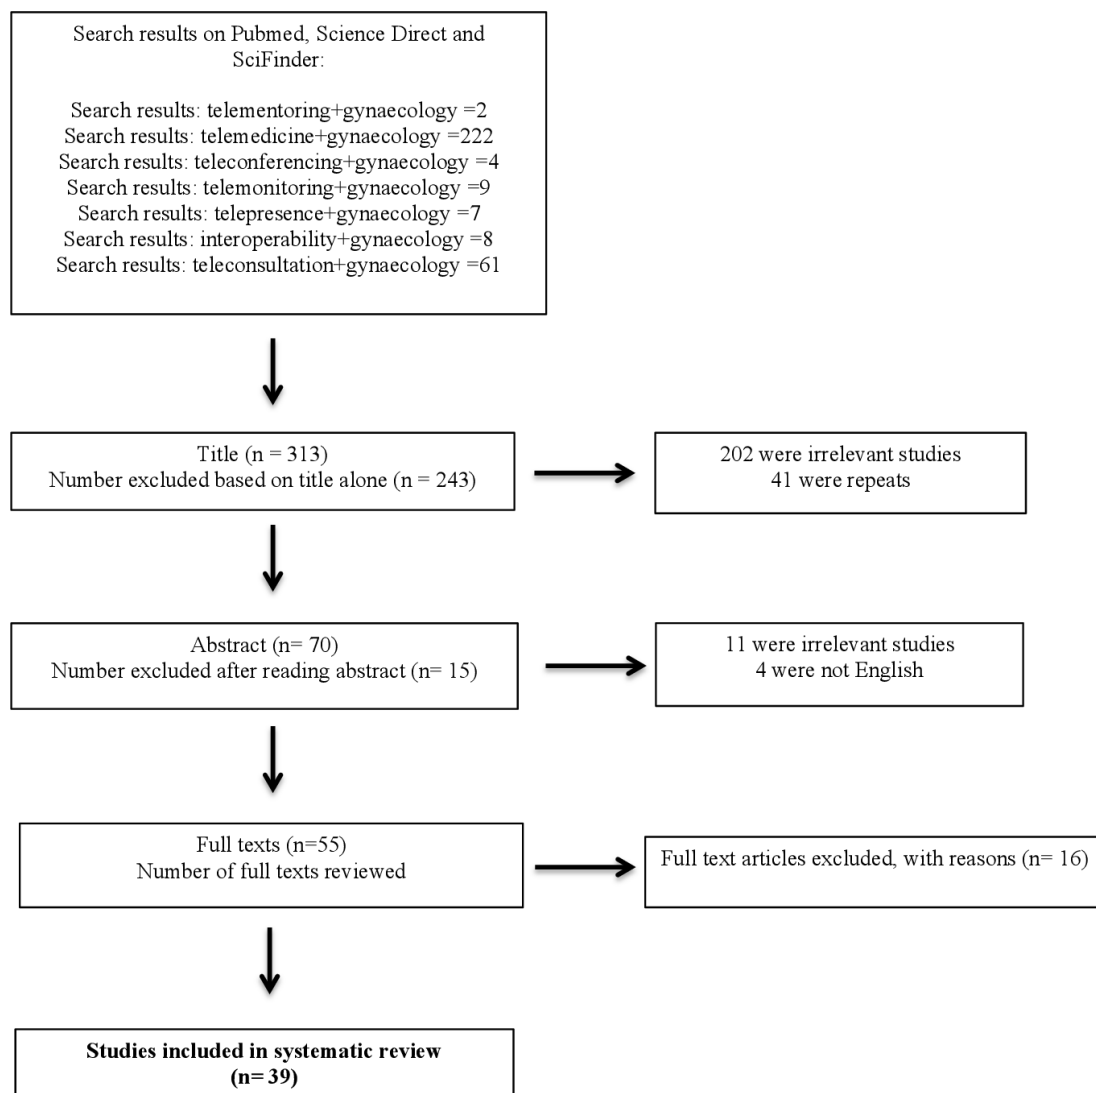 Search results on Pubmed, Science Direct and
SciFinder:
Search results: telementoring+gynaecology =2
Search results: telemedicine+gynaecology =222
Search results: teleconferencing+gynaecology =4
Search results: telemonitoring+gynaecology =9
Search results: telepresence+gynaecology =7
Search results: interoperability+gynaecology =8
Search results: teleconsultation+gynaecology =61
Title (n = 313)
Number excluded based on title alone (n = 243)
202 were irrelevant studies
41 were repeats
Abstract (n= 70)
Number excluded after reading abstract (n= 15)
11 were irrelevant studies
4 were not English
Full texts (n=55)
Number of full texts reviewed
Full text articles excluded, with reasons (n= 16)
Studies included in systematic review
(n= 39)